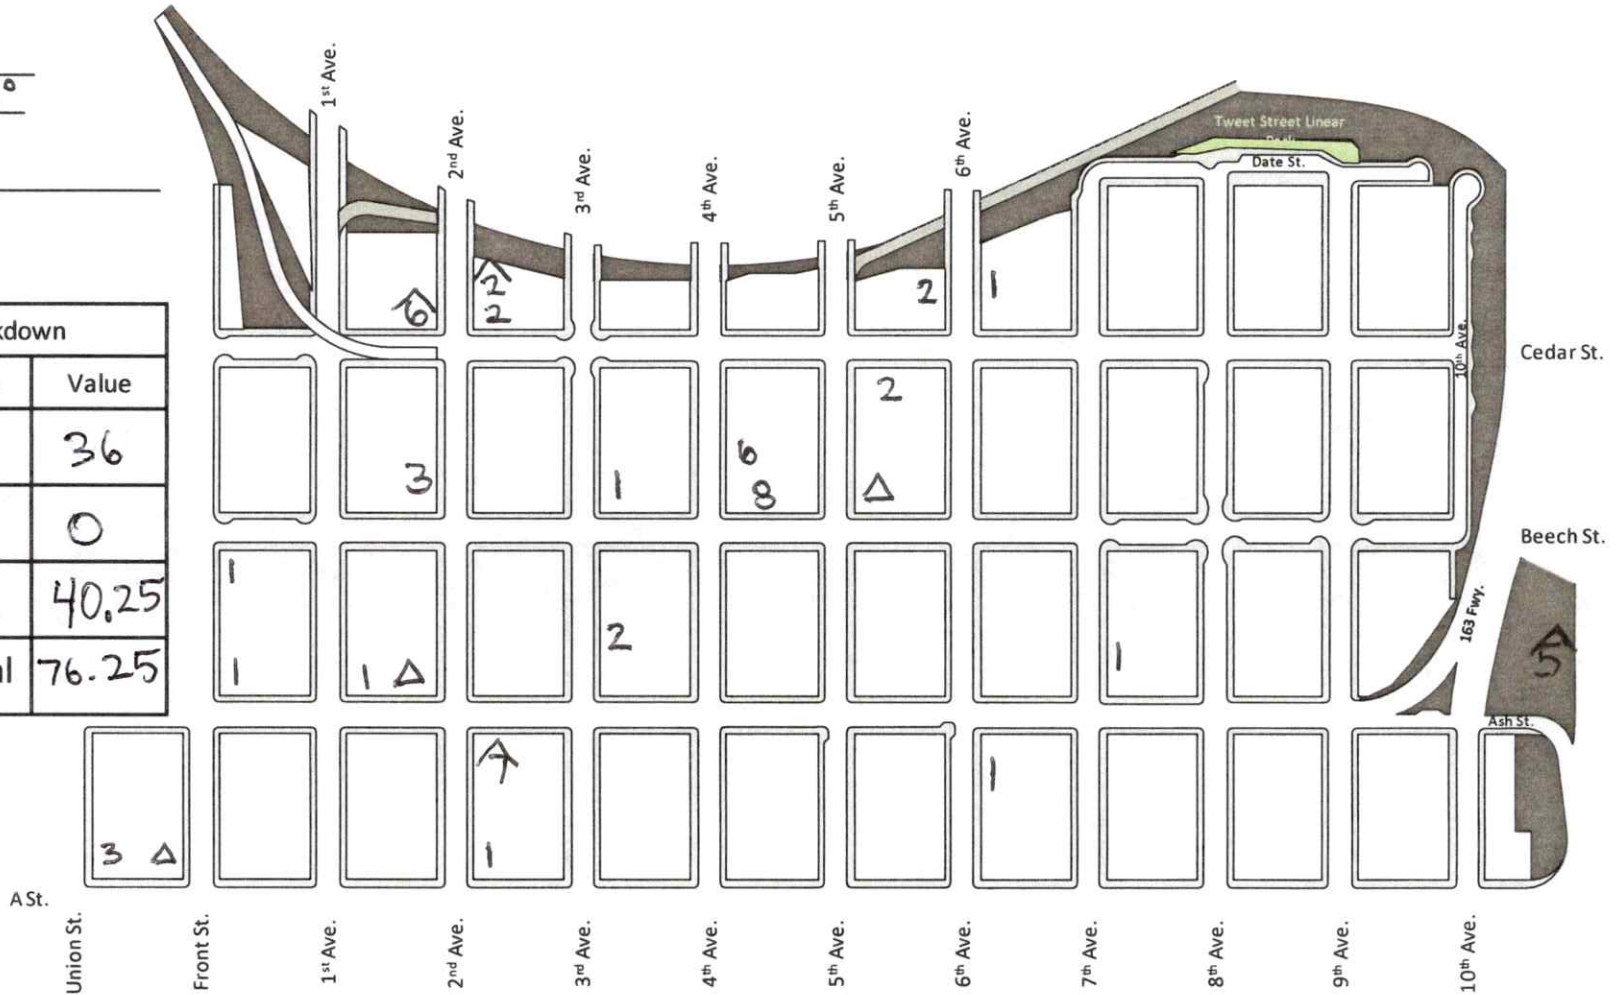 o
1st Ave.
2nd Ave.
3rd Ave.
4th Ave.
5th Ave.
6th Ave.
Tweet Street Linear
Park
Date St.
kdown
Value
36
0
40.25
al 76.25
6
2
2
2
1
10th Ave.
Cedar St.
3
1
6
8
2
Δ
Beech St.
1
1
1 Δ
2
1
163 Fwy.
5
Ash St.
3 Δ
7
1
1
A St.
Union St.
Front St.
1st Ave.
2nd Ave.
3rd Ave.
4th Ave.
5th Ave.
6th Ave.
7th Ave.
8th Ave.
9th Ave.
10th Ave.